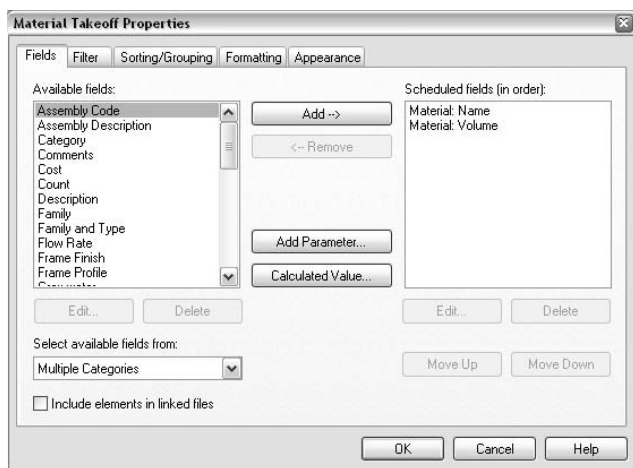 Material Takeoff Properties
Fields Filter Sorting/Grouping Formatting Appearance
Available fields:
Assembly Code
Assembly Description
Category
Comments
Cost
Count
Description
Family
Family and Type
Flow Rate
Frame Finish
Frame Profile
Add -->
<-- Remove
Add Parameter...
Calculated Value...
Scheduled fields (in order):
Material: Name
Material: Volume
Edit... Delete
Edit... Delete
Select available fields from:
Multiple Categories
Move Up Move Down
Include elements in linked files
OK Cancel Help